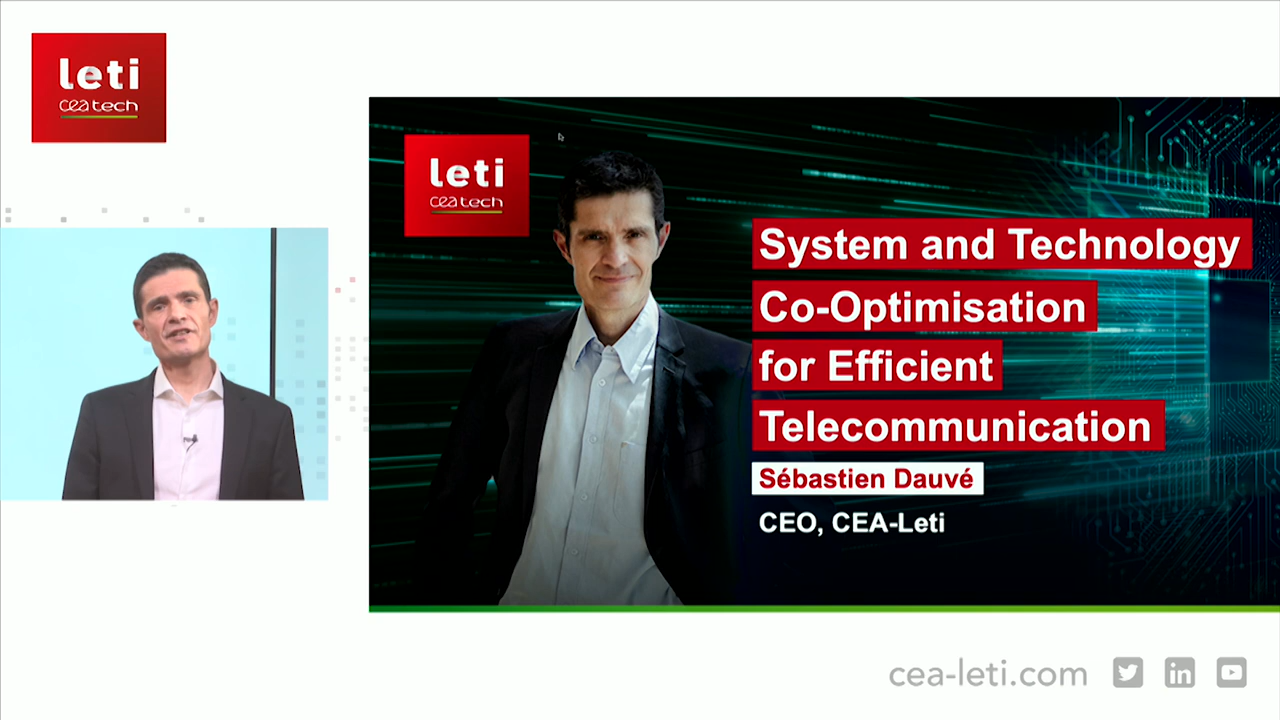 leti
cea tech
leti
cea tech
System and Technology
Co-Optimisation
for Efficient
Telecommunication
Sébastien Dauvé
CEO, CEA-Leti
cea-leti.com